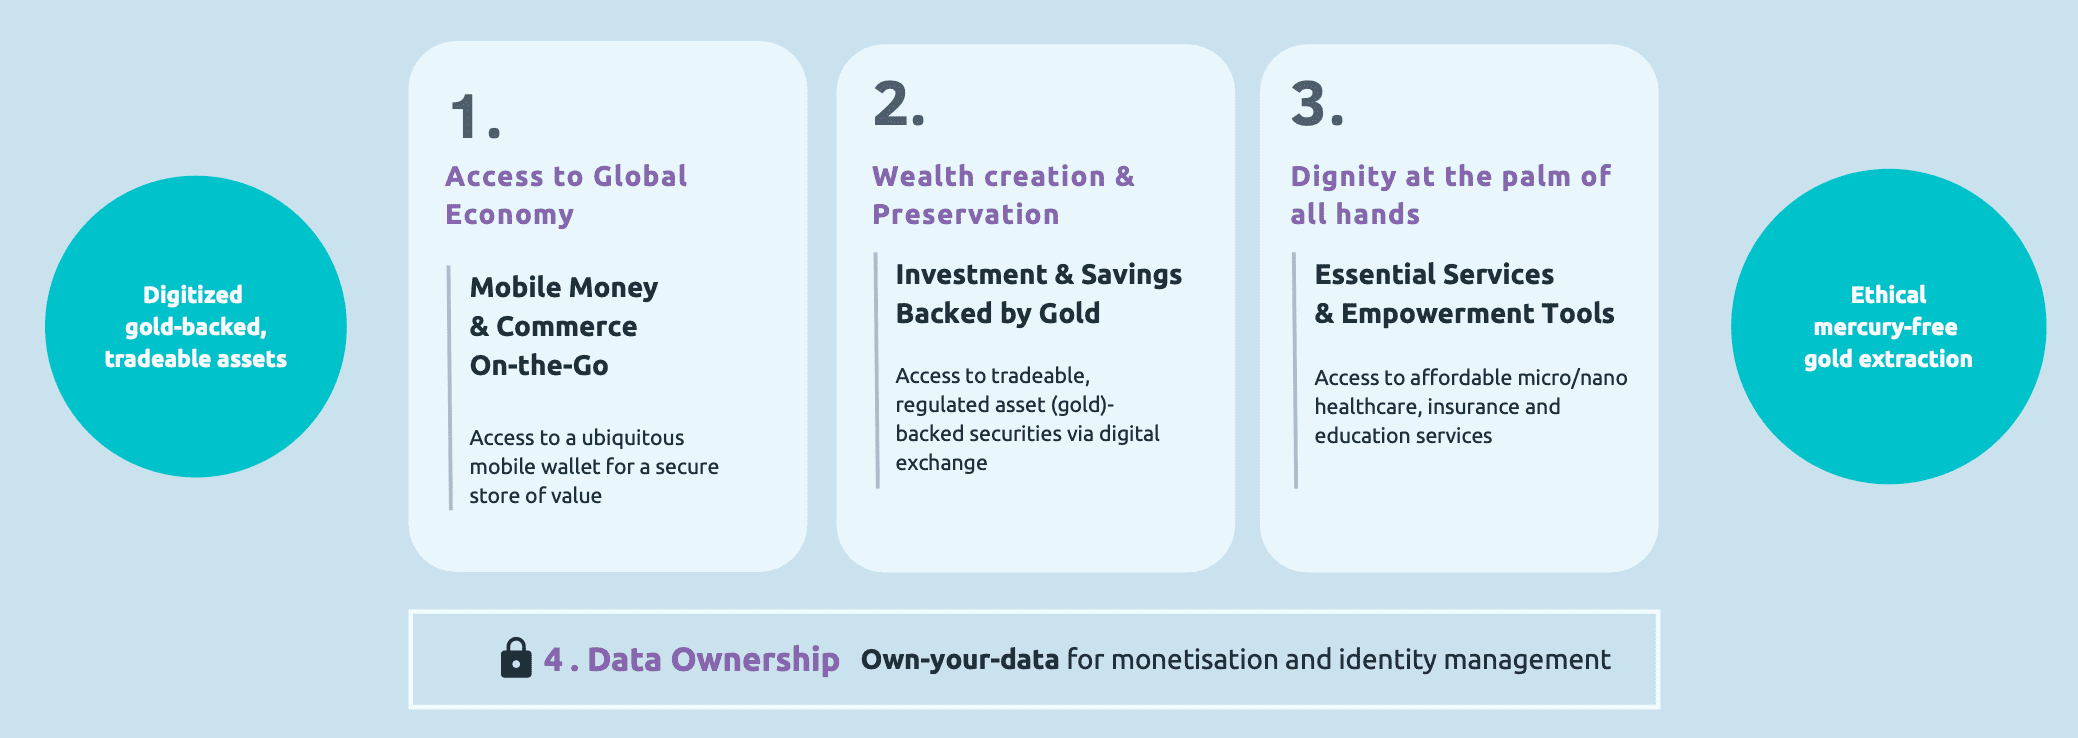 Digitized
gold-backed,
tradeable assets
1.
Access to Global
Economy
Mobile Money
& Commerce
On-the-Go
Access to a ubiquitous
mobile wallet for a secure
store of value
2.
Wealth creation &
Preservation
Investment & Savings
Backed by Gold
Access to tradeable,
regulated asset (gold)-
backed securities via digital
exchange
3.
Dignity at the palm of
all hands
Essential Services
& Empowerment Tools
Access to affordable micro/nano
healthcare, insurance and
education services
Ethical
mercury-free
gold extraction
4 . Data Ownership Own-your-data for monetisation and identity management